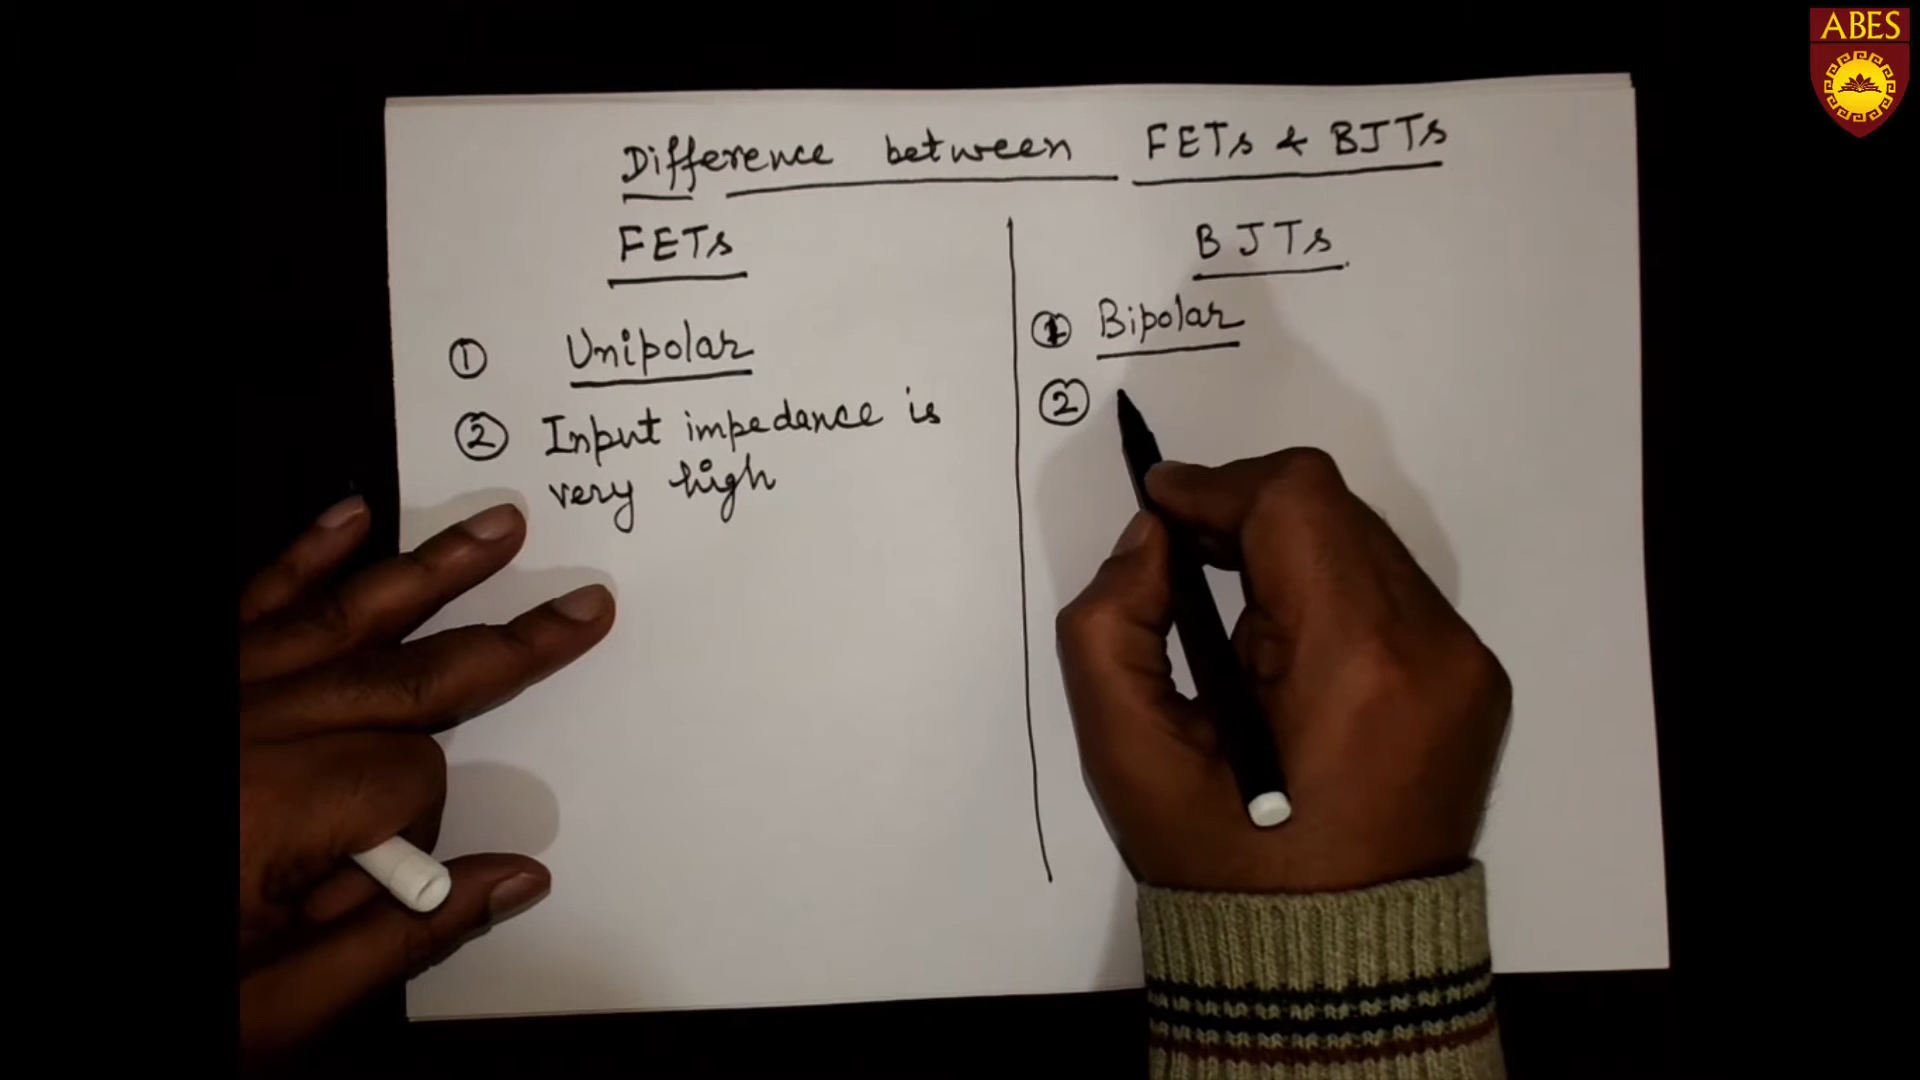 ABES
Difference between FETs & BJTs
FETs
① Unipolar
② Input impedance is
very high
BJTs
① Bipolar
②